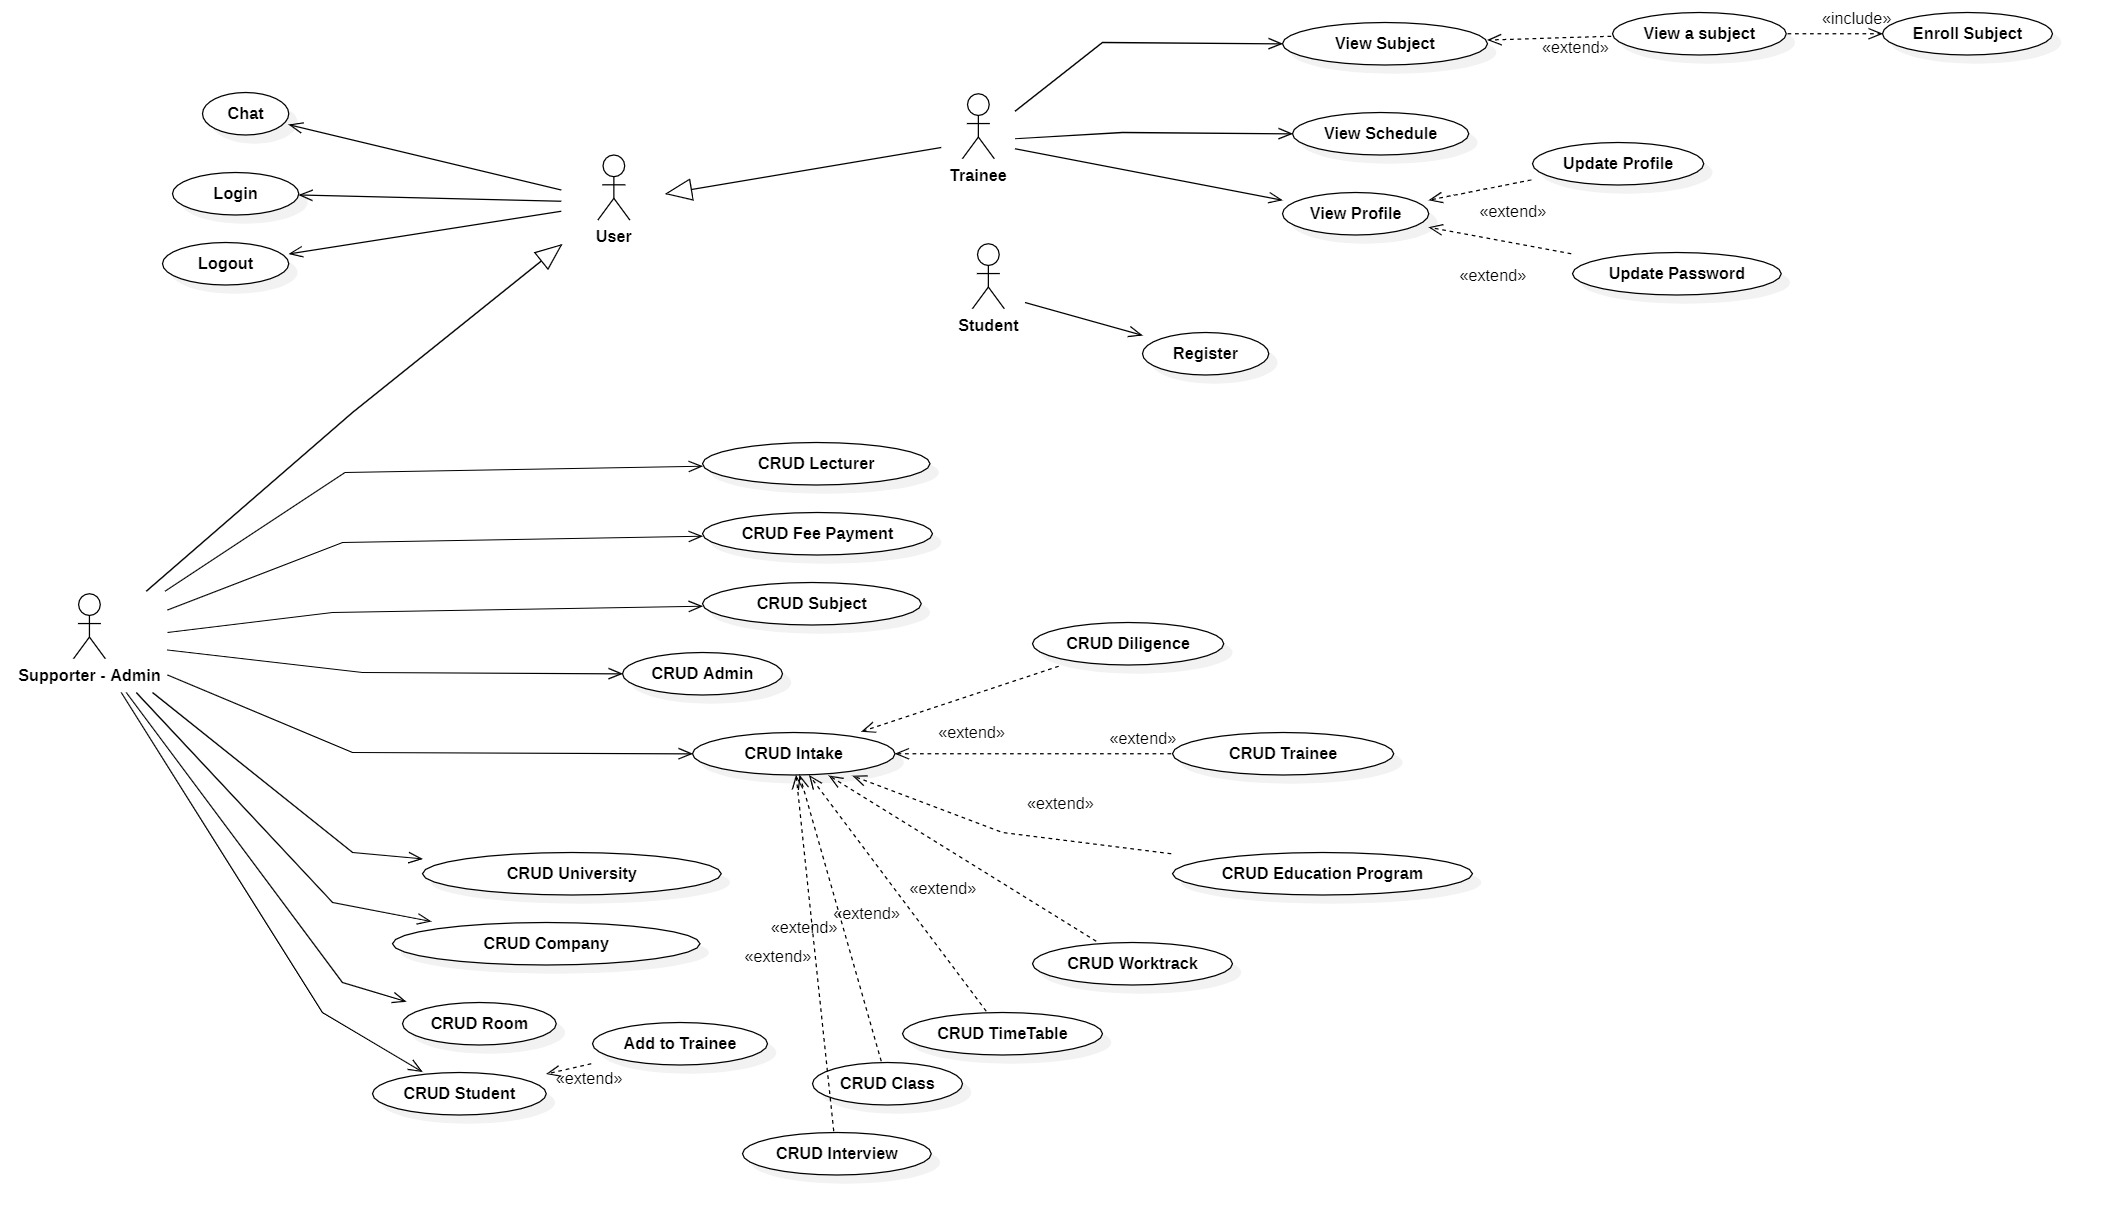 View Subject
«extend»
View a subject
«include»
Enroll Subject
Chat
Login
Logout
User
Trainee
View Schedule
View Profile
Update Profile
«extend»
Update Password
«extend»
Student
Register
CRUD Lecturer
CRUD Fee Payment
CRUD Subject
CRUD Admin
Supporter - Admin
CRUD Diligence
CRUD Intake
«extend»
«extend»
CRUD Trainee
«extend»
CRUD Education Program
CRUD University
«extend»
«extend»
«extend»
«extend»
CRUD Company
CRUD Worktrack
CRUD Room
CRUD TimeTable
Add to Trainee
«extend»
CRUD Student
CRUD Class
CRUD Interview